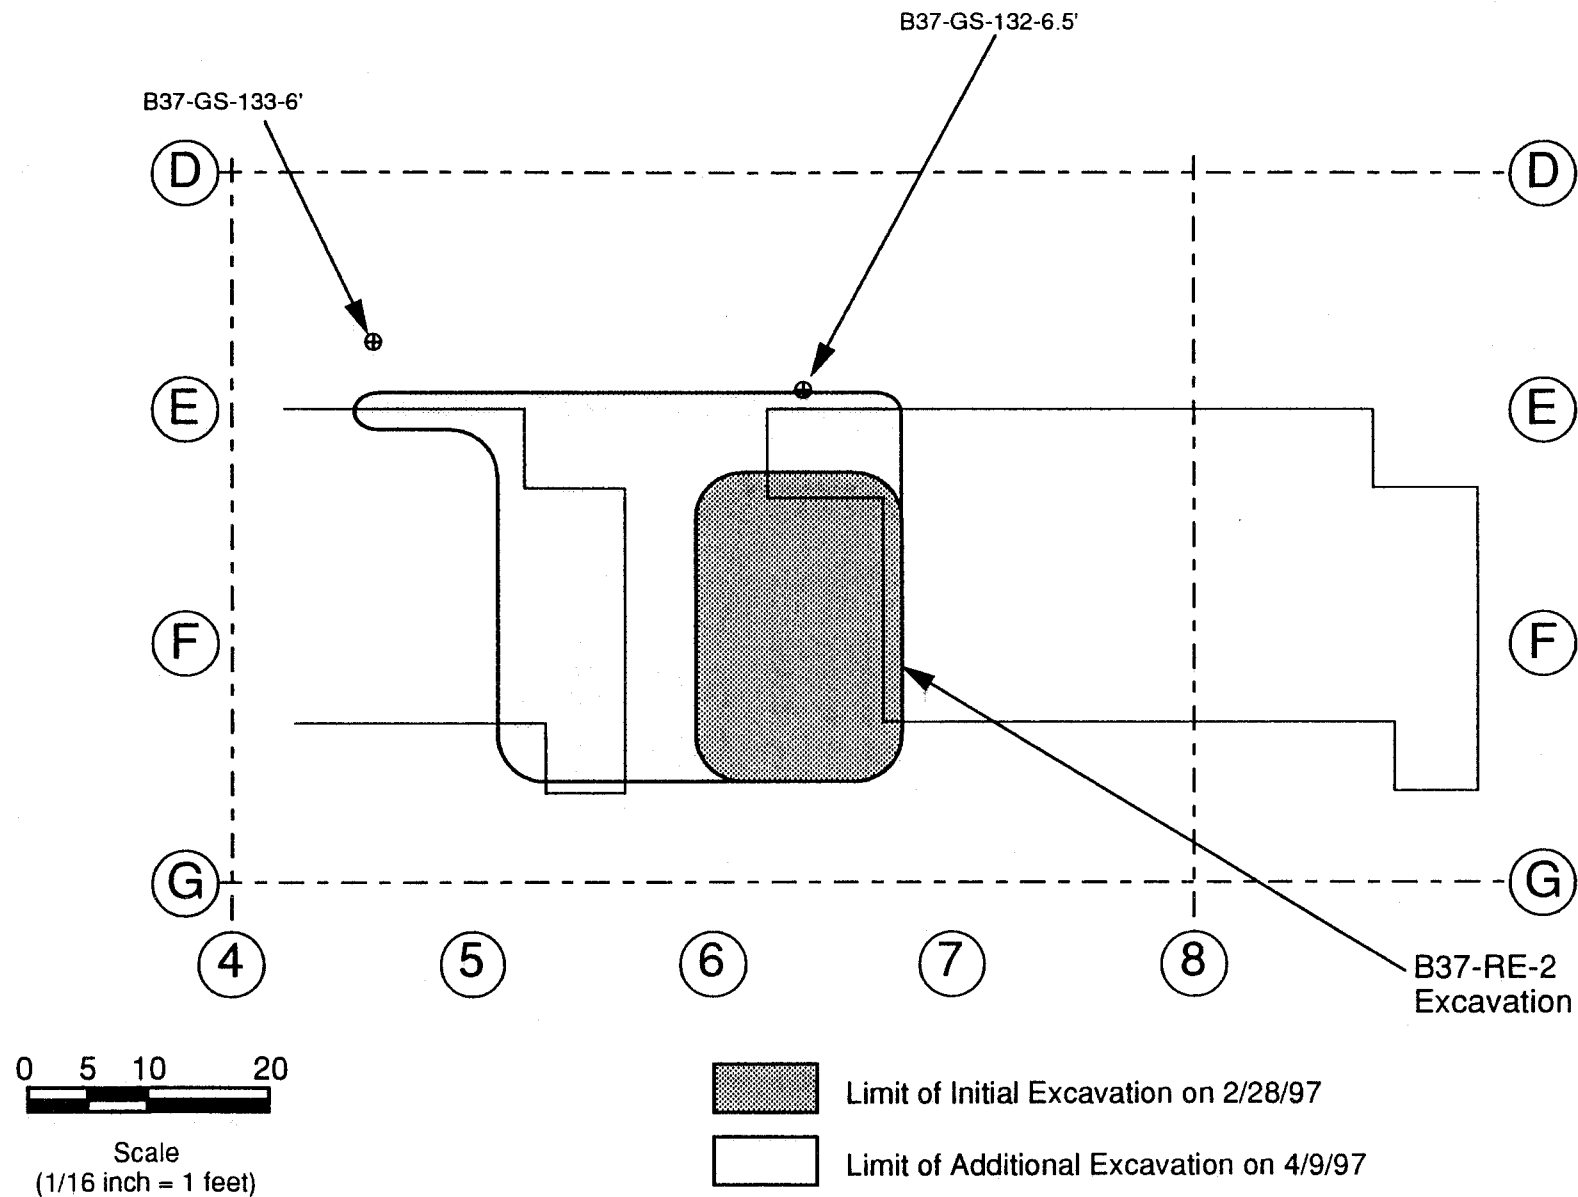 B37-GS-132-6.5'
B37-GS-133-6'
D
D
E
E
F
F
G
G
4
5
6
7
8
B37-RE-2
Excavation
0 5 10 20
Scale
(1/16 inch = 1 feet)
Limit of Initial Excavation on 2/28/97
Limit of Additional Excavation on 4/9/97